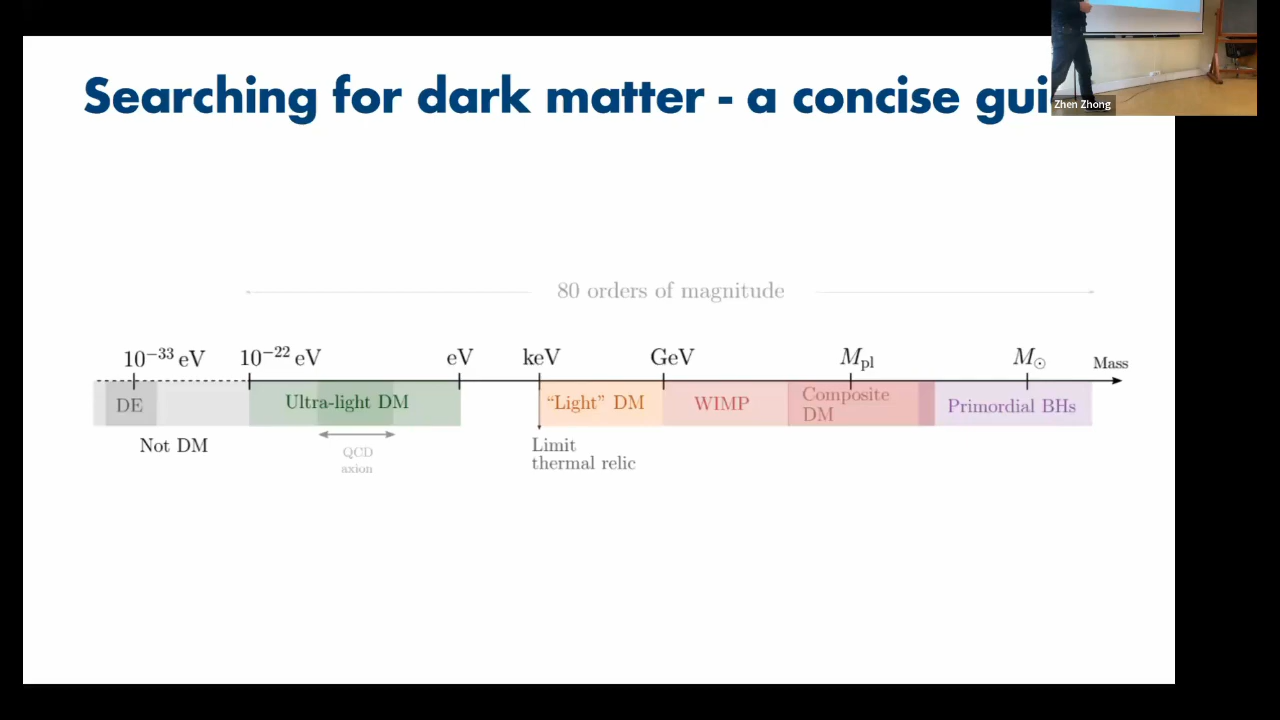 Searching for dark matter - a concise gui
Zhen Zhong
80 orders of magnitude
10⁻³³ eV 10⁻²² eV eV keV GeV M_pl M_☉ Mass
DE Ultra-light DM “Light” DM WIMP Composite DM Primordial BHs
Not DM QCD axion Limit thermal relic